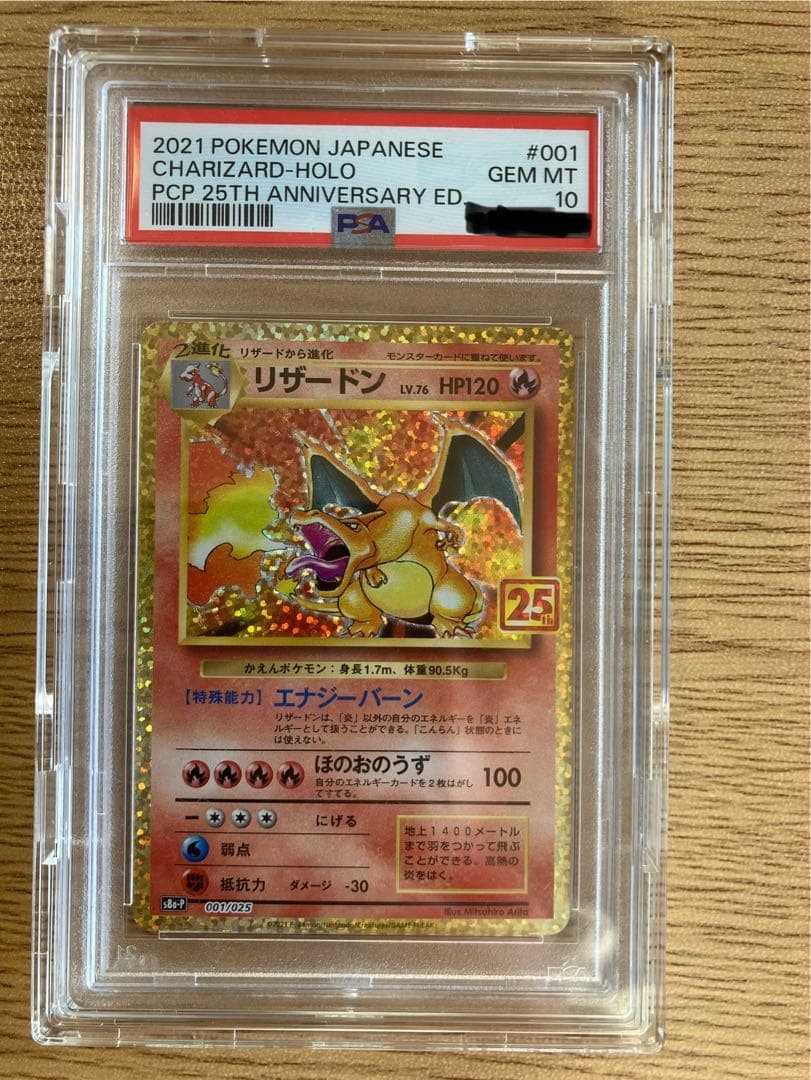 2021 POKEMON JAPANESE #001
CHARIZARD-HOLO GEM MT
PCP 25TH ANNIVERSARY ED. 10
PSA
2進化 リザードから進化 モンスターカードに重ねて使います。
リザードン LV.76 HP120
25th
かえんポケモン：身長1.7m、体重90.5Kg
【特殊能力】エナジーバーン
リザードンは、「炎」以外の自分のエネルギーを「炎」エネ
ルギーとして扱うことができる。「こんらん」状態のときに
は使えない。
ほのおのうず 100
自分のエネルギーカードを2枚はがし
てすてる。
にげる
弱点
抵抗力 ダメージ -30
地上1400メートル
まで羽をつかって飛ぶ
ことができる。高熱の
炎をはく。
s8a-P 001/025
Illus.Mitsuhiro Arita
©2021 Pokémon/Nintendo/Creatures/GAME FREAK.